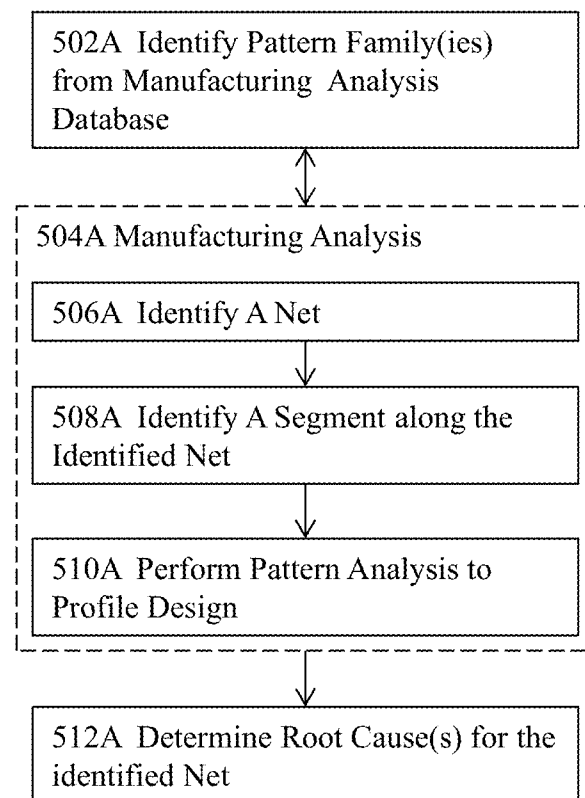 502A Identify Pattern Family(ies)
from Manufacturing Analysis
Database
504A Manufacturing Analysis
506A Identify A Net
508A Identify A Segment along the
Identified Net
510A Perform Pattern Analysis to
Profile Design
512A Determine Root Cause(s) for the
identified Net